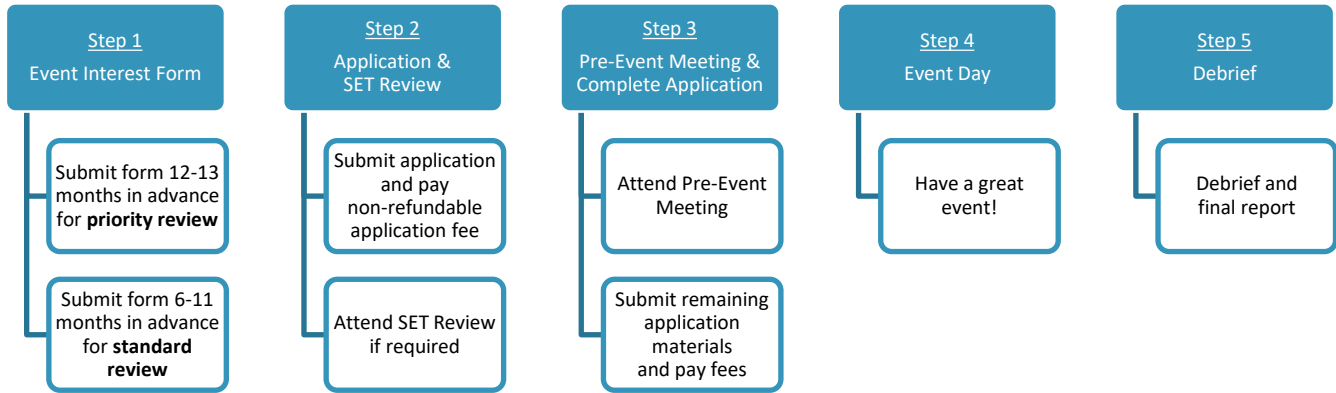 Step 1
Event Interest Form
Submit form 12-13
months in advance
for priority review
Submit form 6-11
months in advance
for standard
review
Step 2
Application &
SET Review
Submit application
and pay
non-refundable
application fee
Attend SET Review
if required
Step 3
Pre-Event Meeting &
Complete Application
Attend Pre-Event
Meeting
Submit remaining
application
materials
and pay fees
Step 4
Event Day
Have a great
event!
Step 5
Debrief
Debrief and
final report